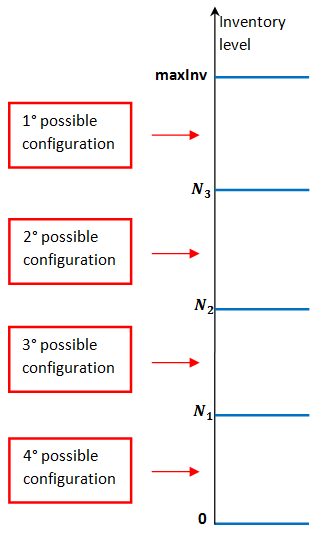 Inventory
level
maxInv
1° possible
configuration
N₃
2° possible
configuration
N₂
3° possible
configuration
N₁
4° possible
configuration
0